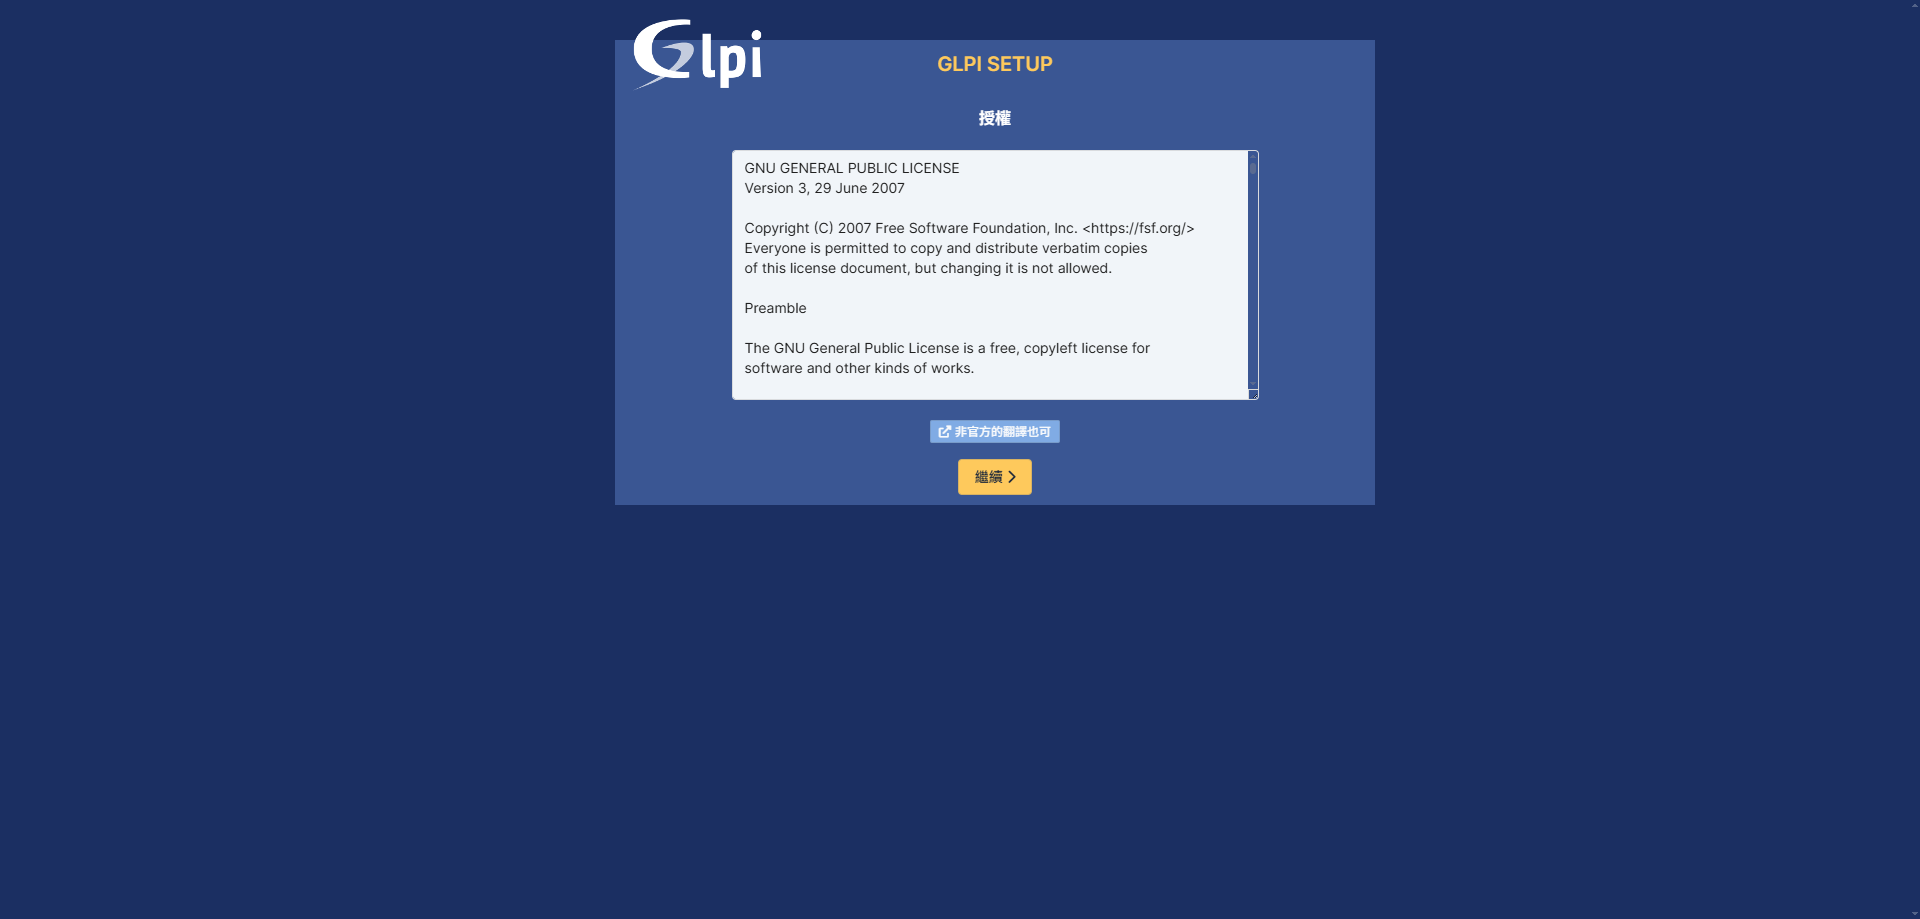 Glpi
GLPI SETUP
授權
GNU GENERAL PUBLIC LICENSE
Version 3, 29 June 2007
Copyright (C) 2007 Free Software Foundation, Inc. <https://fsf.org/>
Everyone is permitted to copy and distribute verbatim copies
of this license document, but changing it is not allowed.
Preamble
The GNU General Public License is a free, copyleft license for
software and other kinds of works.
非官方的翻譯也可
繼續